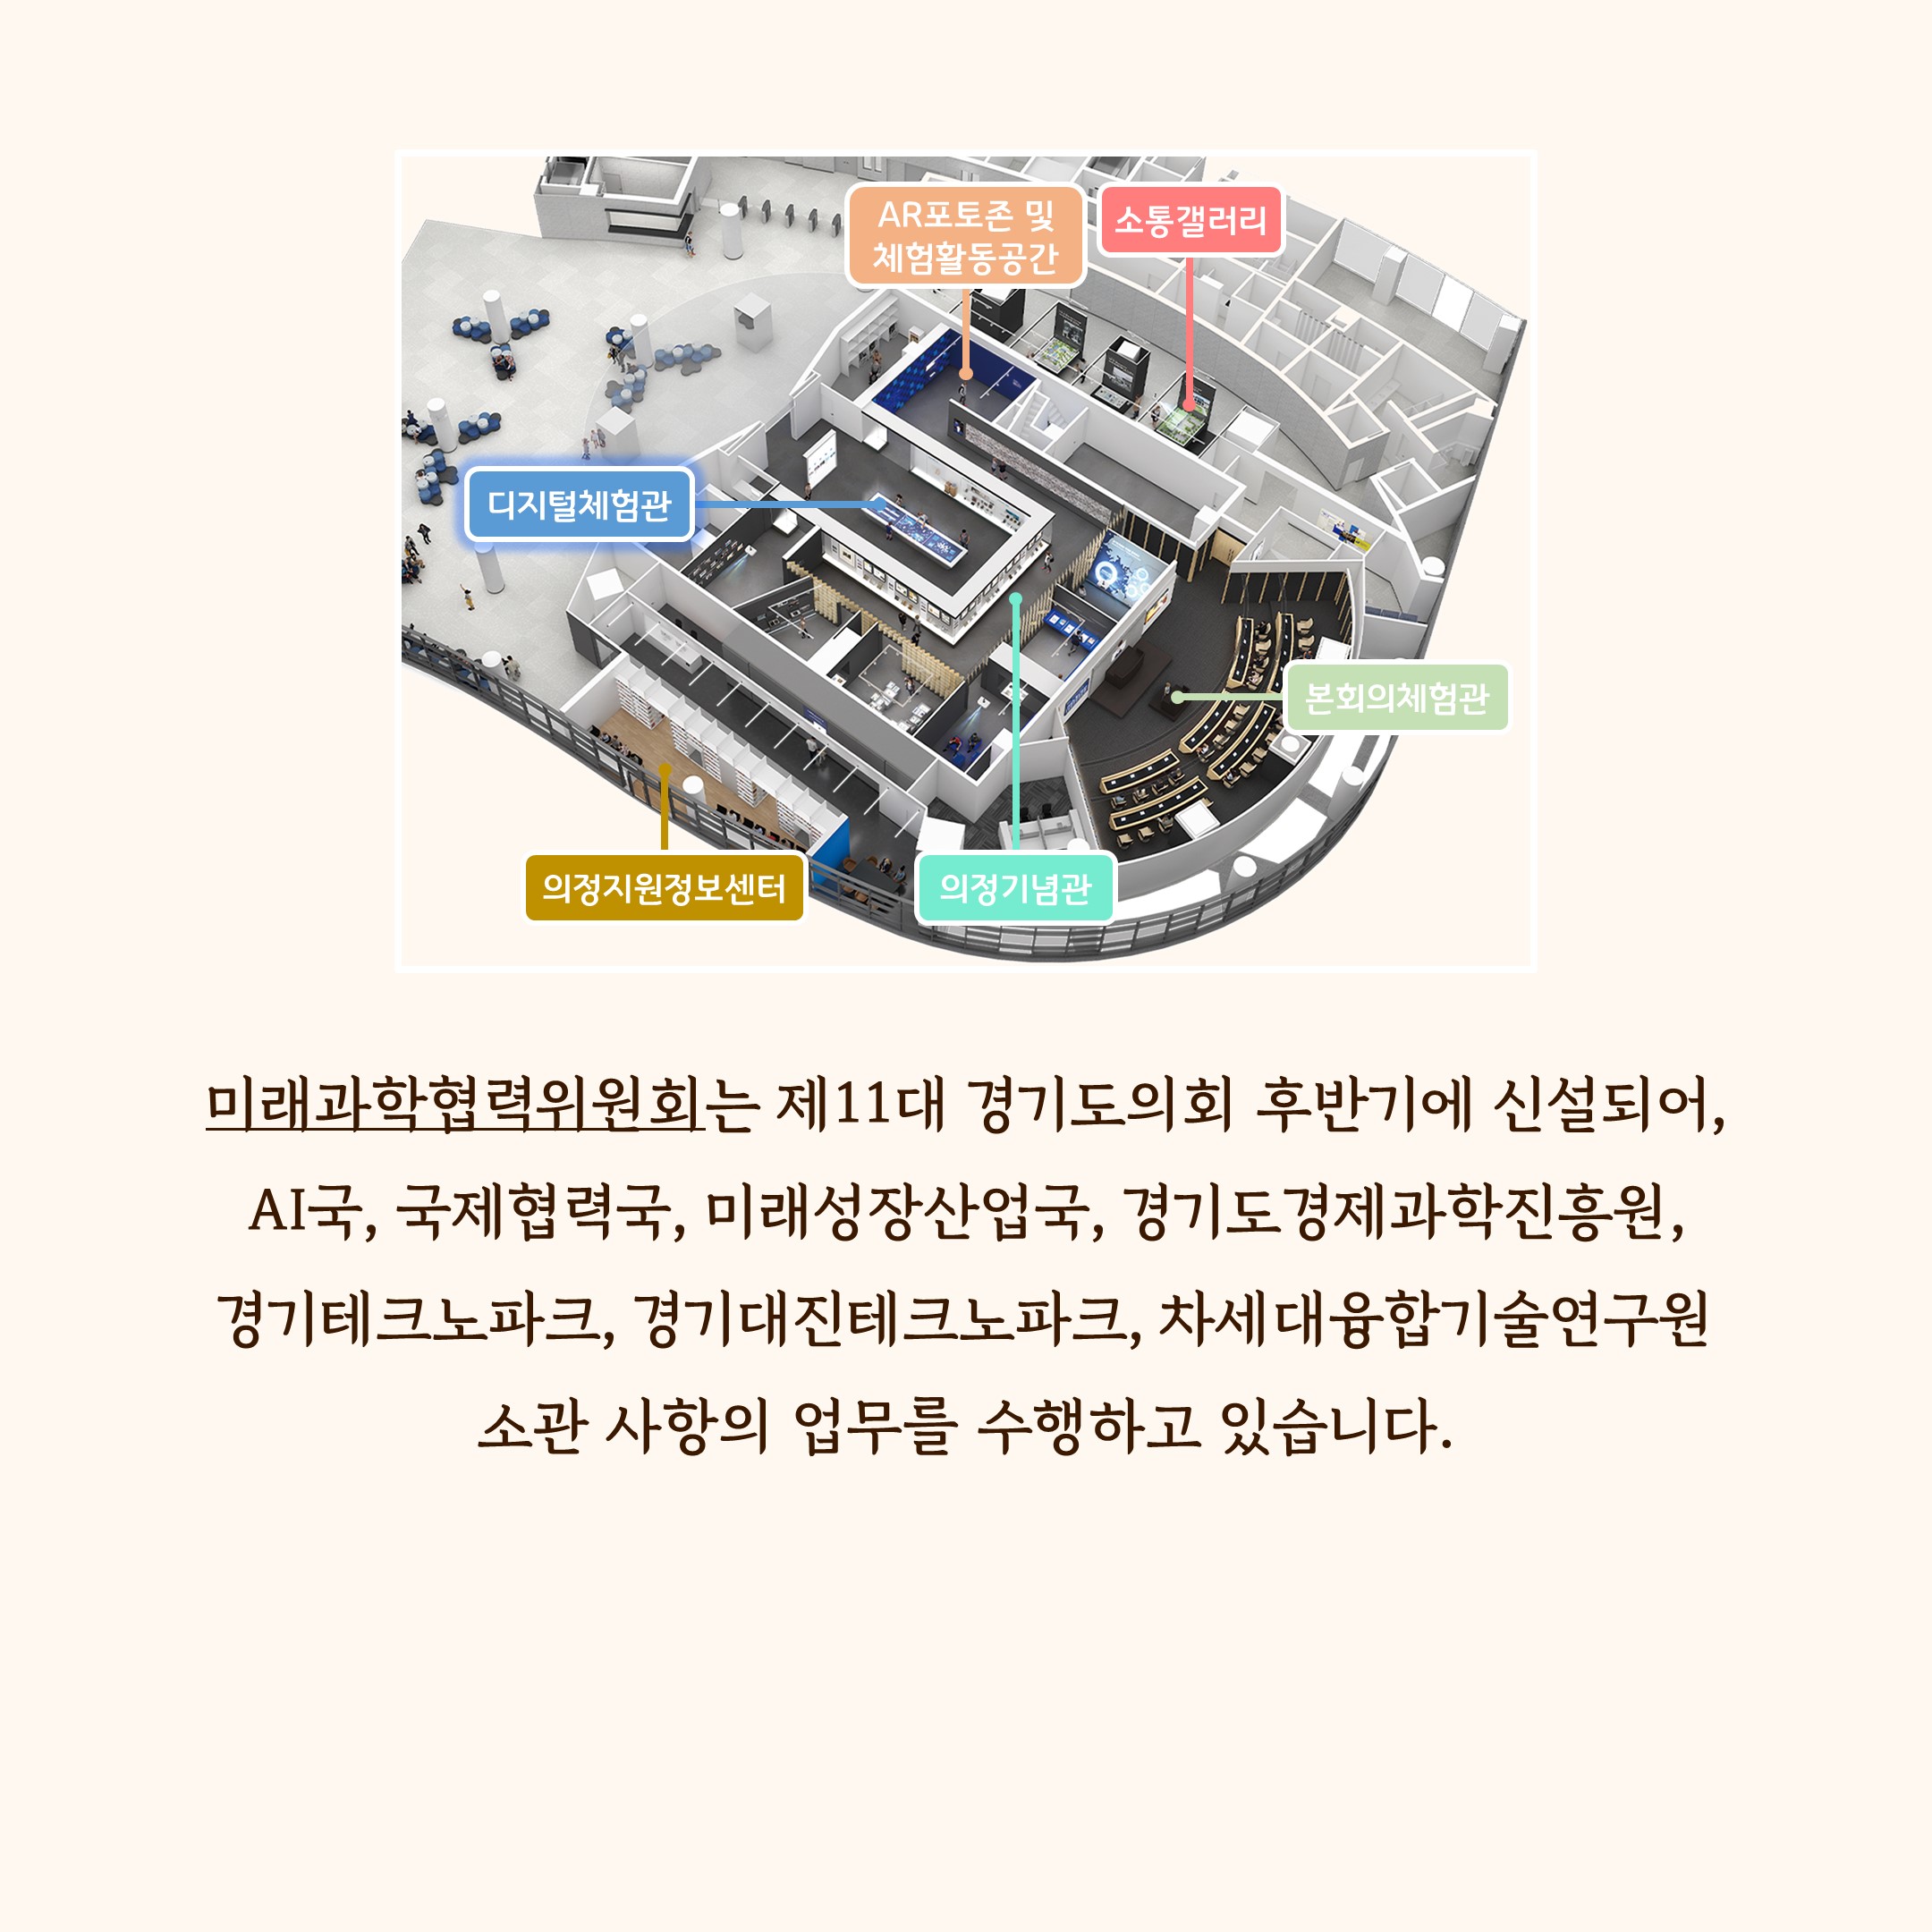 AR포토존 및
체험활동공간
소통갤러리
디지털체험관
본회의체험관
의정지원정보센터
의정기념관
미래과학협력위원회는 제11대 경기도의회 후반기에 신설되어,
AI국, 국제협력국, 미래성장산업국, 경기도경제과학진흥원,
경기테크노파크, 경기대진테크노파크, 차세대융합기술연구원
소관 사항의 업무를 수행하고 있습니다.